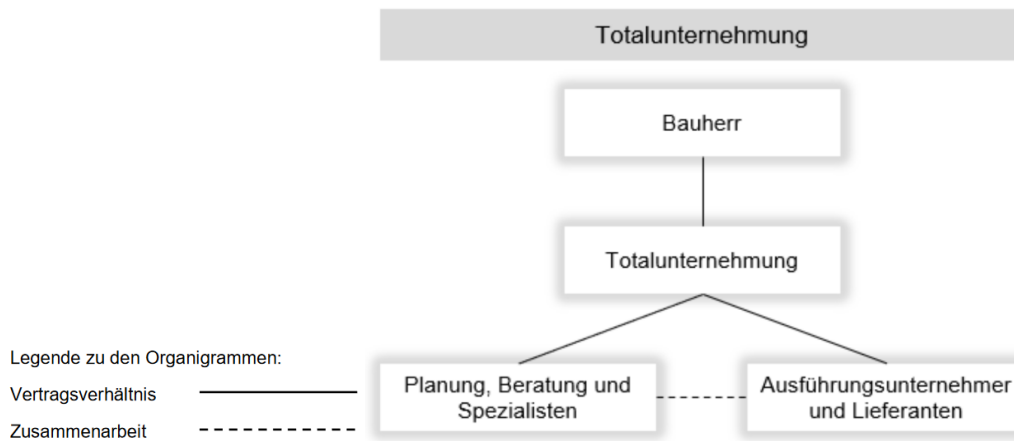 Totalunternehmung
Bauherr
Totalunternehmung
Legende zu den Organigrammen:
Vertragsverhältnis
Zusammenarbeit
Planung, Beratung und
Spezialisten
Ausführungsunternehmer
und Lieferanten